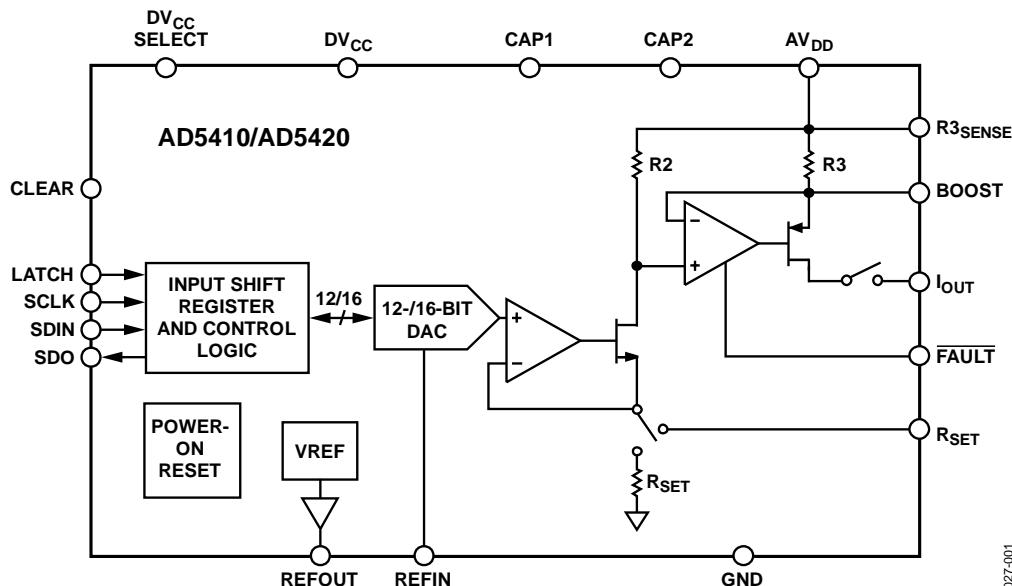 DVCC
SELECT
DVCC
CAP1
CAP2
AVDD
AD5410/AD5420
R3SENSE
R2
R3
CLEAR
BOOST
LATCH
SCLK
SDIN
SDO
INPUT SHIFT
REGISTER
AND CONTROL
LOGIC
12/16
12-/16-BIT
DAC
+
−
−
+
IOUT
FAULT
POWER-
ON
RESET
VREF
RSET
RSET
REFOUT
REFIN
GND
027-001